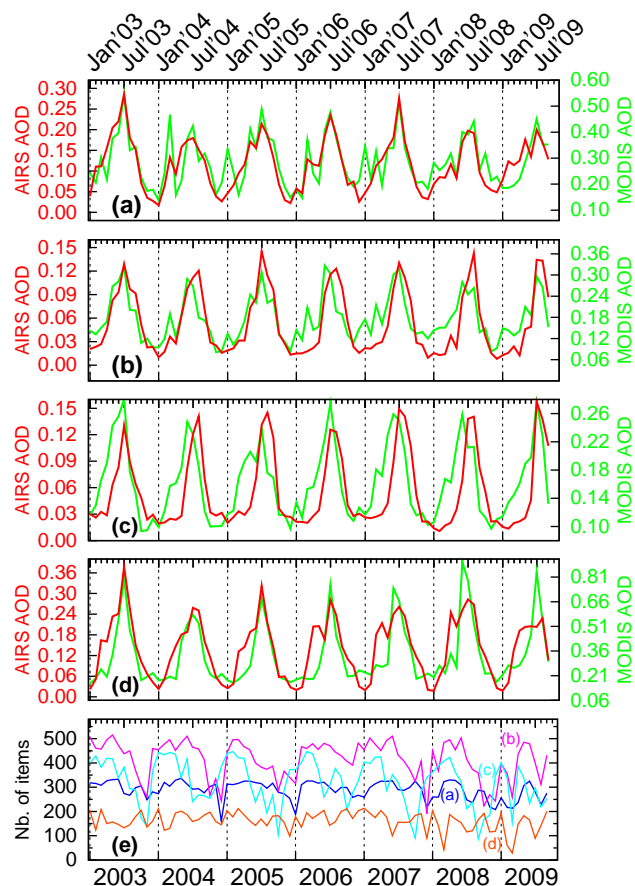 Jan'03 Jul'03 Jan'04 Jul'04 Jan'05 Jul'05 Jan'06 Jul'06 Jan'07 Jul'07 Jan'08 Jul'08 Jan'09 Jul'09
AIRS AOD
0.30
0.25
0.20
0.15
0.10
0.05
0.00
(a)
0.60
0.50
0.40
0.30
0.20
0.10
MODIS AOD
AIRS AOD
0.15
0.12
0.09
0.06
0.03
0.00
(b)
0.36
0.30
0.24
0.18
0.12
0.06
MODIS AOD
AIRS AOD
0.15
0.12
0.09
0.06
0.03
0.00
(c)
0.26
0.22
0.18
0.14
0.10
MODIS AOD
AIRS AOD
0.36
0.30
0.24
0.18
0.12
0.06
0.00
(d)
0.81
0.66
0.51
0.36
0.21
0.06
MODIS AOD
Nb. of items
500
400
300
200
100
0
(e)
(b)
(c)
(a)
(d)
2003 2004 2005 2006 2007 2008 2009